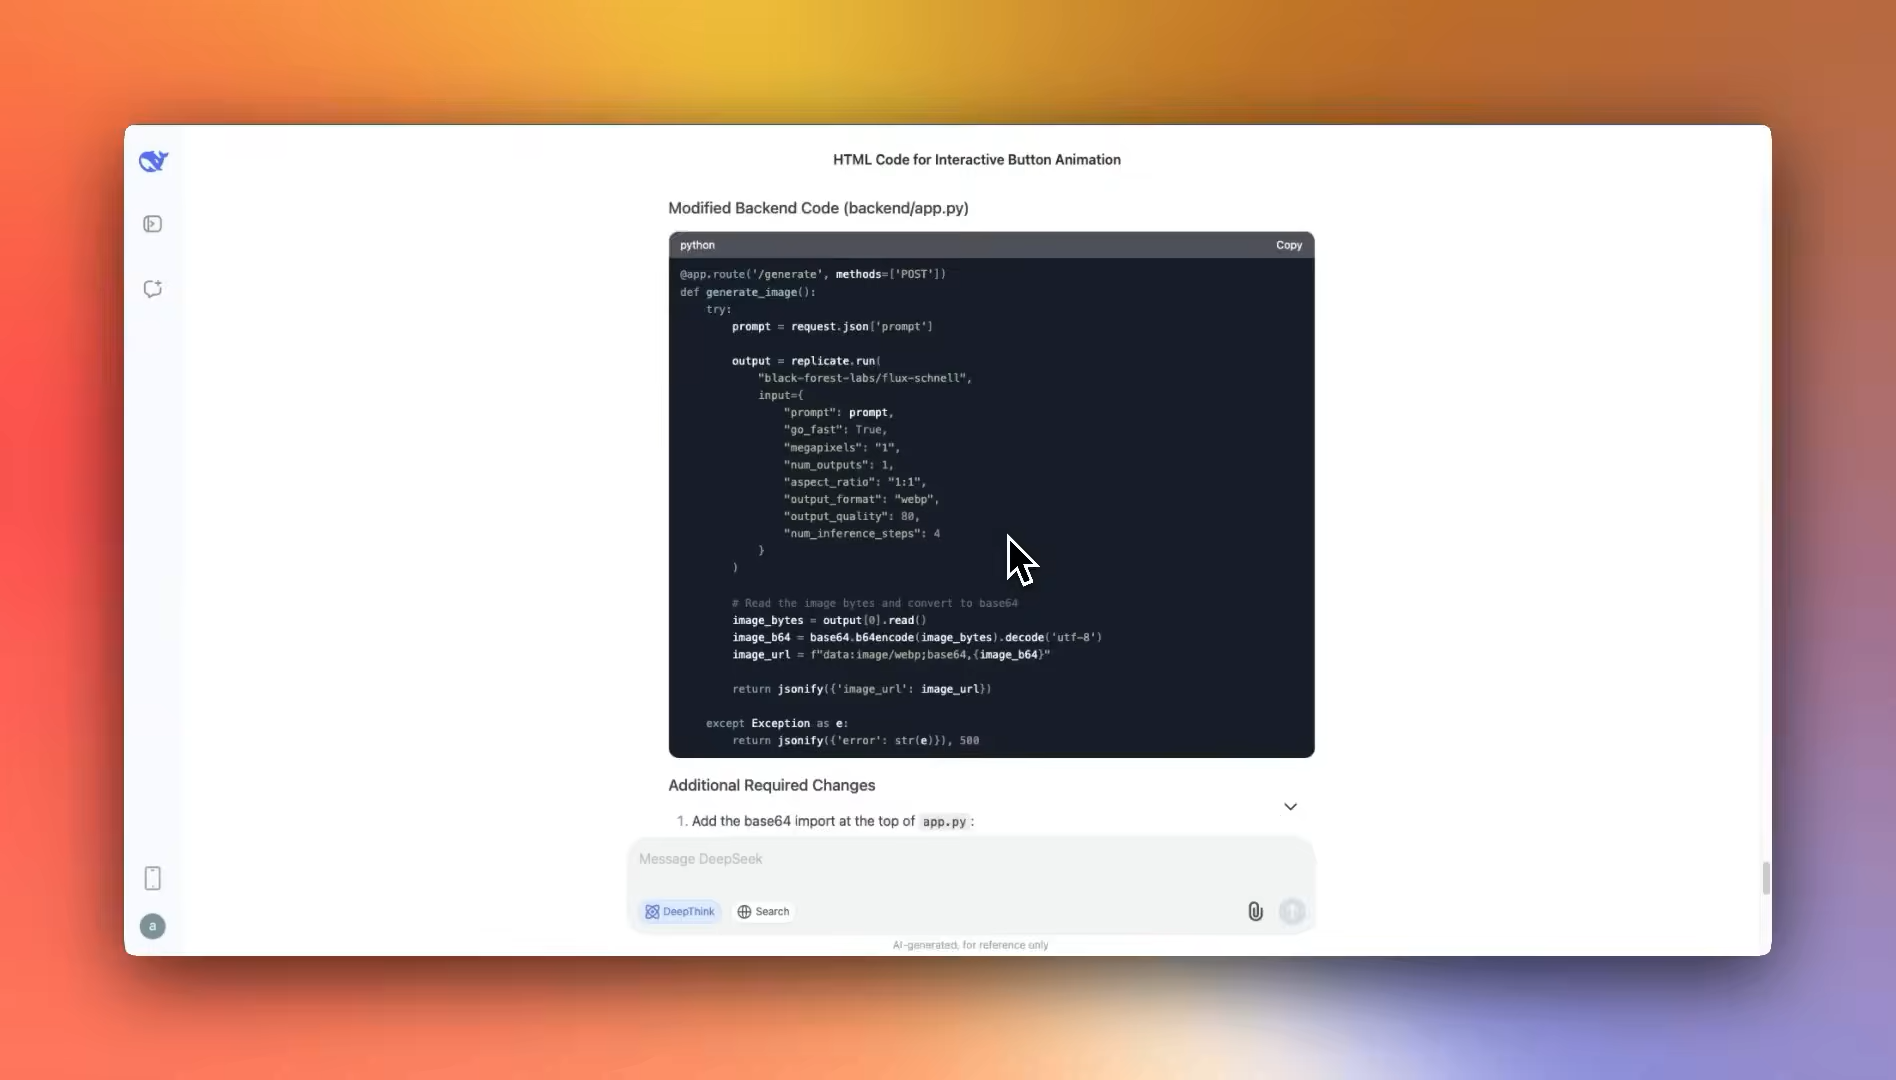 HTML Code for Interactive Button Animation
Modified Backend Code (backend/app.py)
python
Copy
@app.route('/generate', methods=['POST'])
def generate_image():
    try:
        prompt = request.json['prompt']
        output = replicate.run(
            "black-forest-labs/flux-schnell",
            input={
                "prompt": prompt,
                "go_fast": True,
                "megapixels": "1",
                "num_outputs": 1,
                "aspect_ratio": "1:1",
                "output_format": "webp",
                "output_quality": 80,
                "num_inference_steps": 4
            }
        )
        # Read the image bytes and convert to base64
        image_bytes = output[0].read()
        image_b64 = base64.b64encode(image_bytes).decode('utf-8')
        image_url = f"data:image/webp;base64,{image_b64}"
        return jsonify({'image_url': image_url})
    except Exception as e:
        return jsonify({'error': str(e)}), 500
Additional Required Changes
1. Add the base64 import at the top of app.py:
Message DeepSeek
DeepThink
Search
a
AI-generated, for reference only